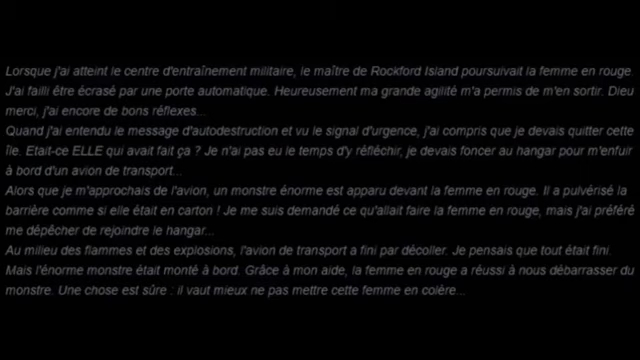 Lorsque j'ai atteint le centre d'entraînement militaire, le maître de Rockford Island poursuivait la femme en rouge.
J'ai failli être écrasé par une porte automatique. Heureusement ma grande agilité m'a permis de m'en sortir. Dieu
merci, j'ai encore de bons réflexes...
Quand j'ai entendu le message d'autodestruction et vu le signal d'urgence, j'ai compris que je devais quitter cette
île. Etait-ce ELLE qui avait fait ça ? Je n'ai pas eu le temps d'y réfléchir, je devais foncer au hangar pour m'enfuir
à bord d'un avion de transport...
Alors que je m'approchais de l'avion, un monstre énorme est apparu devant la femme en rouge. Il a pulvérisé la
barrière comme si elle était en carton ! Je me suis demandé ce qu'allait faire la femme en rouge, mais j'ai préféré
me dépêcher de rejoindre le hangar...
Au milieu des flammes et des explosions, l'avion de transport a fini par décoller. Je pensais que tout était fini.
Mais l'énorme monstre était monté à bord. Grâce à mon aide, la femme en rouge a réussi à nous débarrasser du
monstre. Une chose est sûre : il vaut mieux ne pas mettre cette femme en colère...